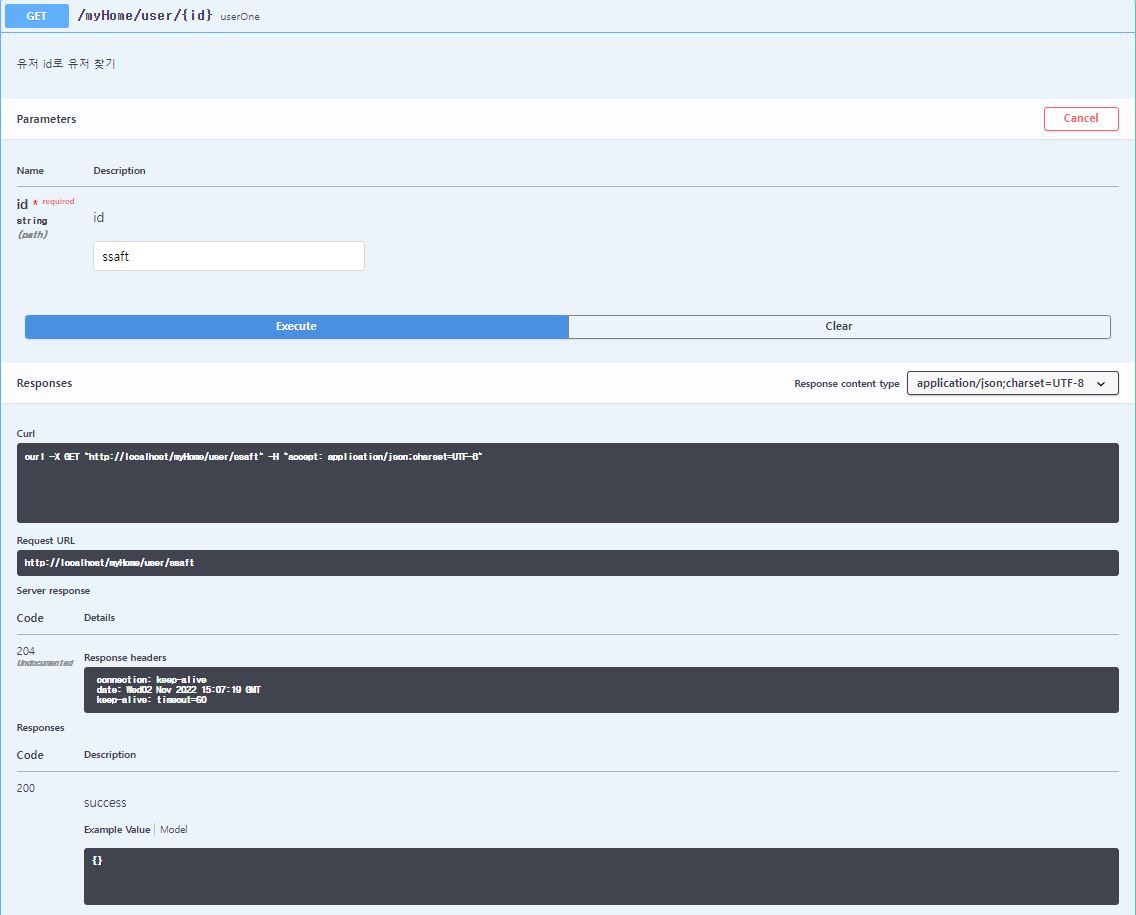 GET /myHome/user/{id} userOne
유저 id로 유저 찾기
Parameters
Cancel
Name Description
id * required
string
(path)
id
ssaft
Execute Clear
Responses
Response content type application/json;charset=UTF-8
Curl
curl -X GET "http://localhost/myHome/user/ssaft" -H "accept: application/json;charset=UTF-8"
Request URL
http://localhost/myHome/user/ssaft
Server response
Code Details
204
Undocumented
Response headers
connection: keep-alive
date: Wed02 Nov 2022 15:07:19 GMT
keep-alive: timeout=60
Responses
Code Description
200
success
Example Value Model
{}